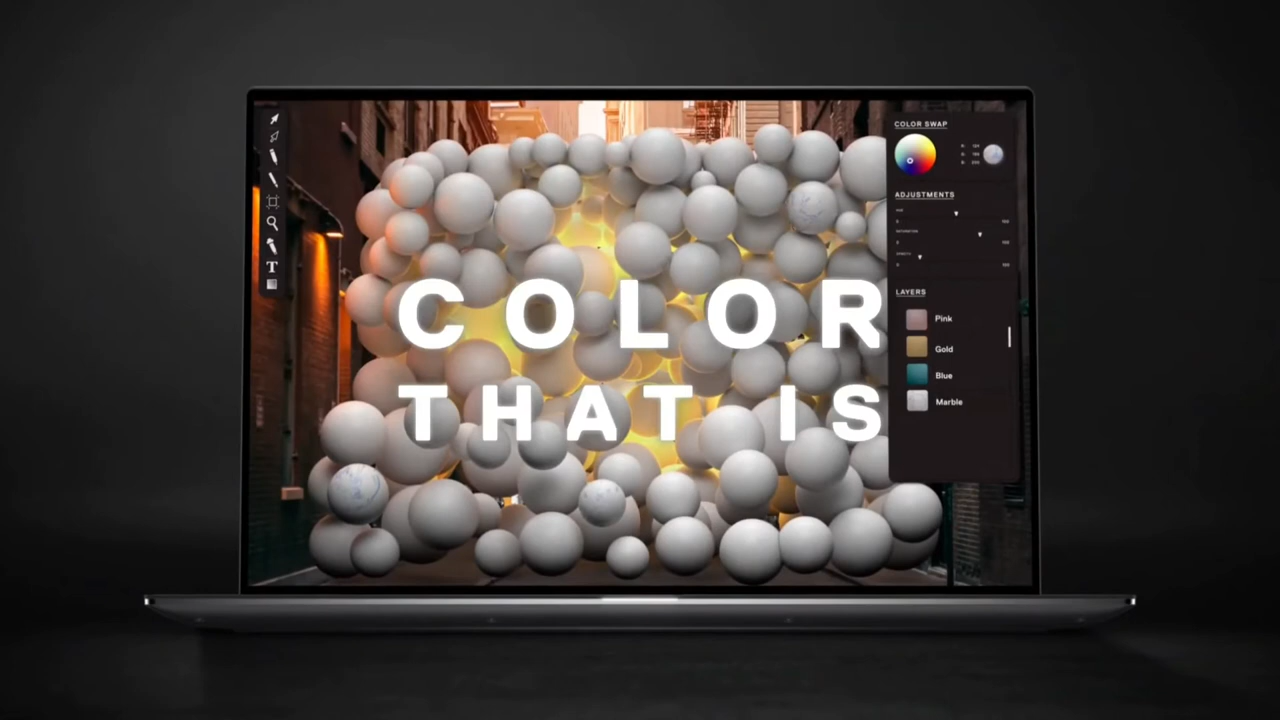 COLOR SWAP
ADJUSTMENTS
COLOR
THAT IS
LAYERS
Pink
Gold
Blue
Marble
T